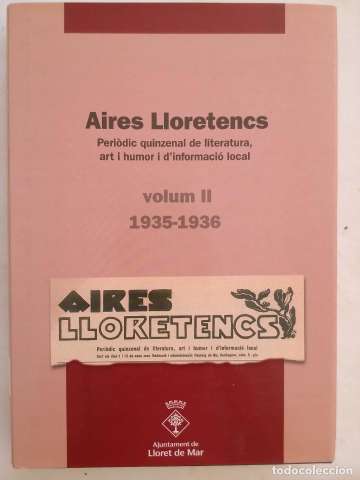 Aires Lloretencs
Periòdic quinzenal de literatura,
art i humor i d'informació local
volum II
1935-1936
AIRES
LLORETENCS
Periòdic quinzenal de literatura, art i humor i d'informació local
Ajuntament de
Lloret de Mar
todocoleccion